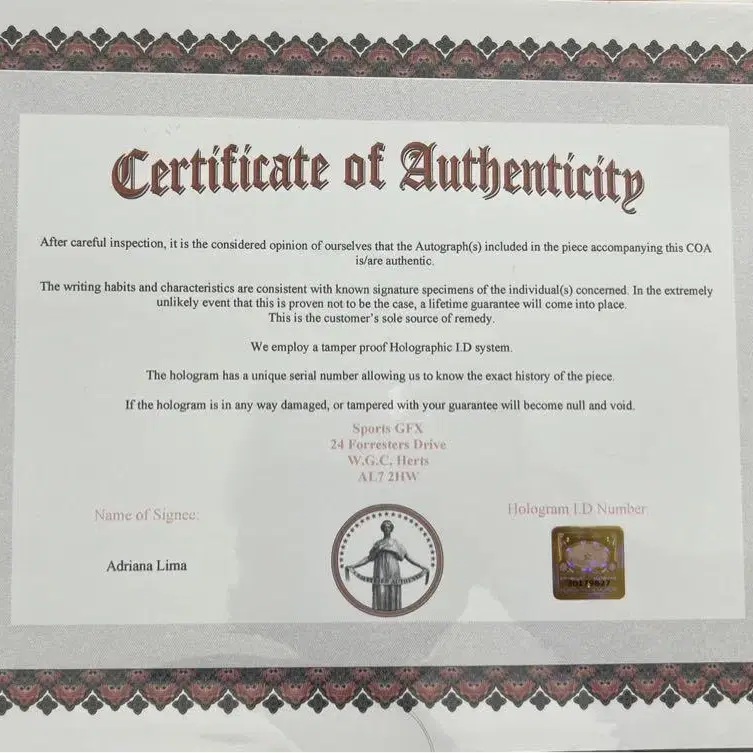 Certificate of Authenticity
After careful inspection, it is the considered opinion of ourselves that the Autograph(s) included in the piece accompanying this COA
is/are authentic.
The writing habits and characteristics are consistent with known signature specimens of the individual(s) concerned. In the extremely
unlikely event that this is proven not to be the case, a lifetime guarantee will come into place.
This is the customer's sole source of remedy.
We employ a tamper proof Holographic I.D system.
The hologram has a unique serial number allowing us to know the exact history of the piece.
If the hologram is in any way damaged, or tampered with your guarantee will become null and void.
Sports GFX
24 Forresters Drive
W.G.C, Herts
AL7 2HW
Name of Signee:
Hologram I.D Number:
Adriana Lima